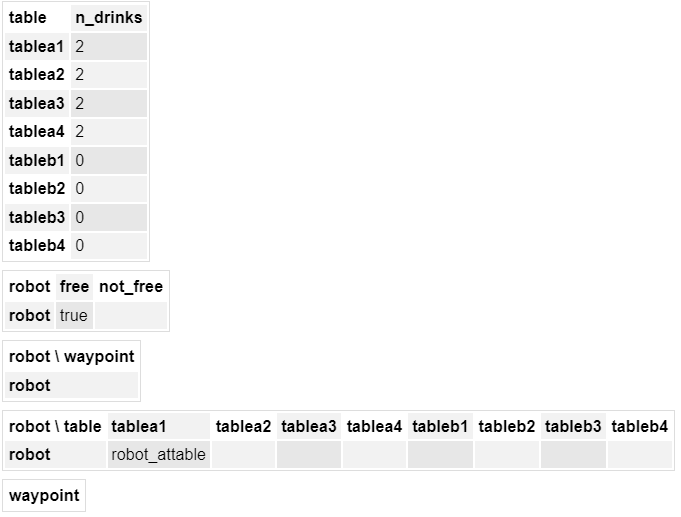 table n_drinks
tablea1 2
tablea2 2
tablea3 2
tablea4 2
tableb1 0
tableb2 0
tableb3 0
tableb4 0
robot free not_free
robot true
robot \ waypoint
robot
robot \ table tablea1 tablea2 tablea3 tablea4 tableb1 tableb2 tableb3 tableb4
robot robot_attable
waypoint